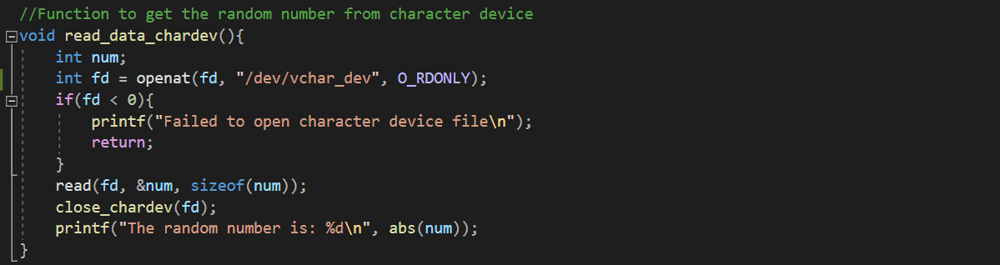 //Function to get the random number from character device
void read_data_chardev(){
int num;
int fd = openat(fd, "/dev/vchar_dev", O_RDONLY);
if(fd < 0){
printf("Failed to open character device file\n");
return;
}
read(fd, &num, sizeof(num));
close_chardev(fd);
printf("The random number is: %d\n", abs(num));
}